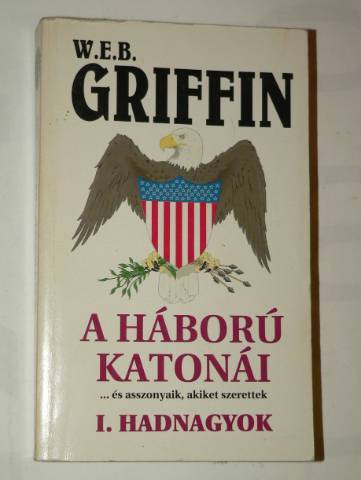 W.E.B.
GRIFFIN
A HÁBORÚ
KATONÁI
... és asszonyaik, akiket szerettek
I. HADNAGYOK